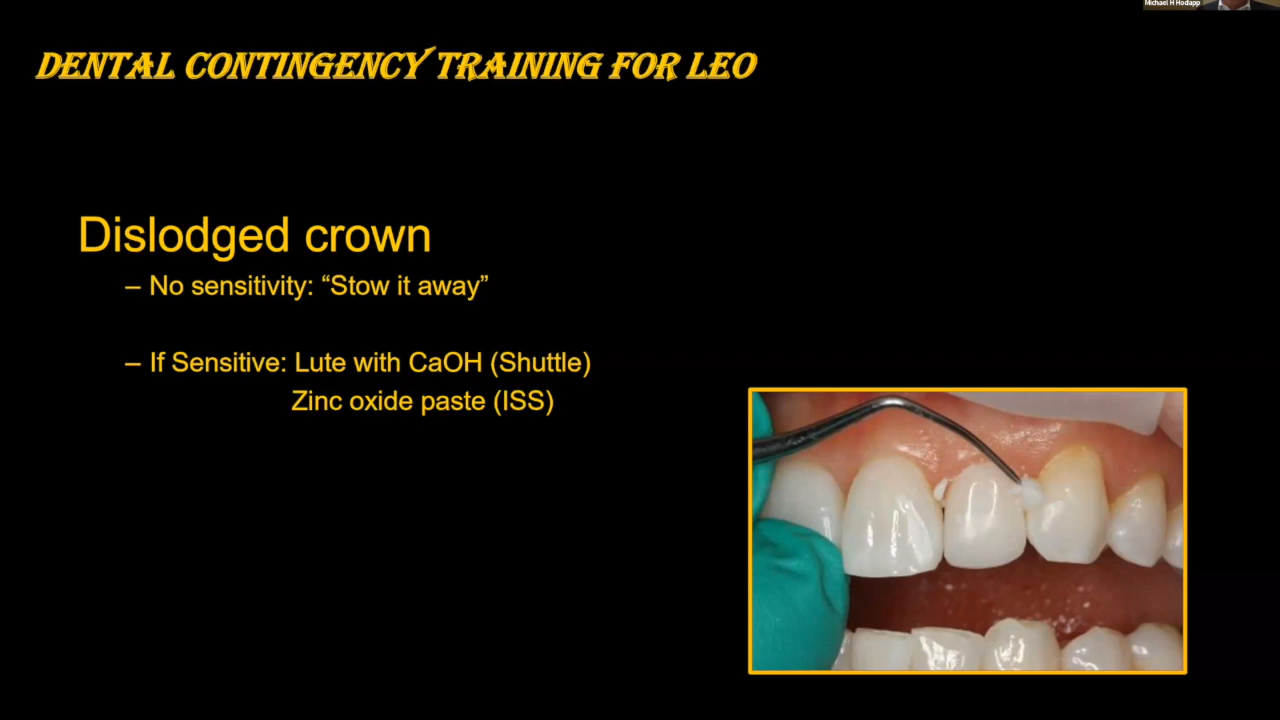 Michael H Hodapp
DENTAL CONTINGENCY TRAINING FOR LEO
Dislodged crown
– No sensitivity: “Stow it away”
– If Sensitive: Lute with CaOH (Shuttle)
Zinc oxide paste (ISS)